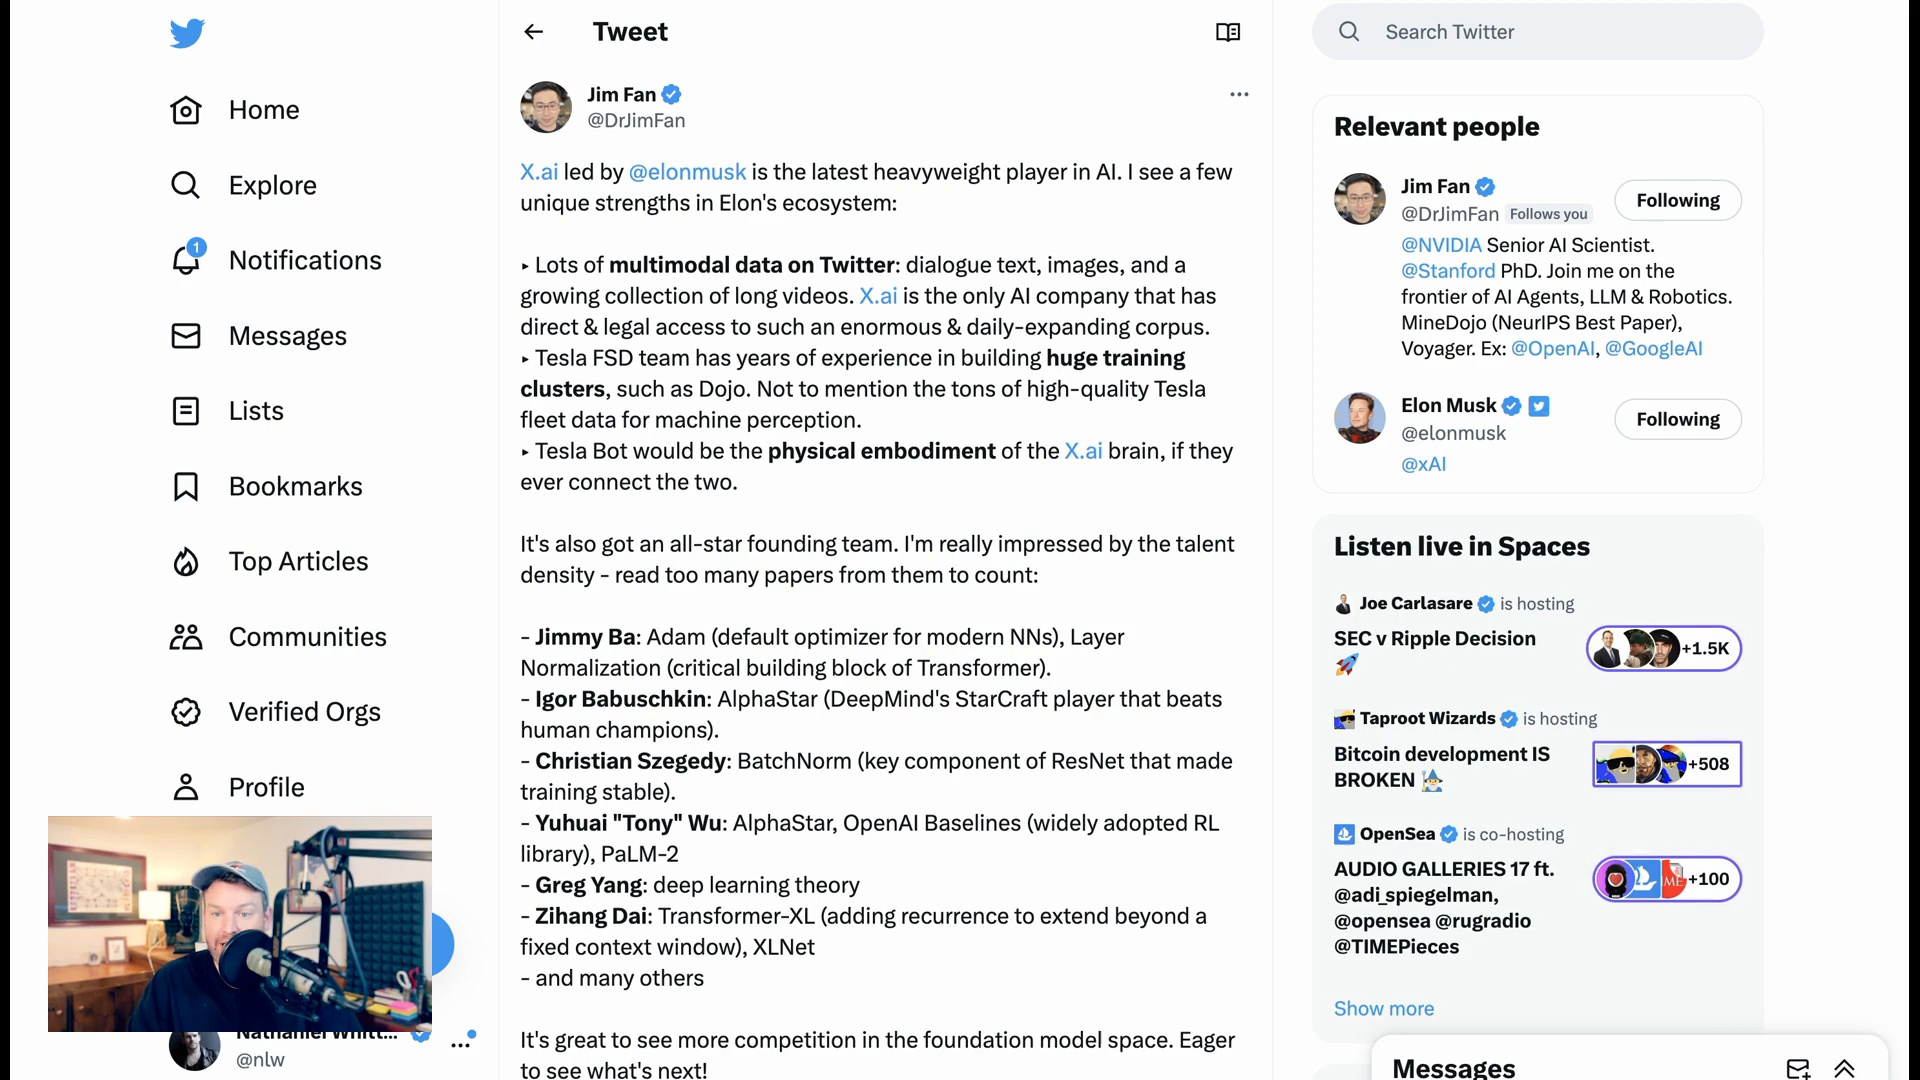 Home
Explore
1
Notifications
Messages
Lists
Bookmarks
Top Articles
Communities
Verified Orgs
Profile
@nlw
Tweet
Jim Fan
@DrJimFan
X.ai led by @elonmusk is the latest heavyweight player in AI. I see a few
unique strengths in Elon's ecosystem:
▸ Lots of multimodal data on Twitter: dialogue text, images, and a
growing collection of long videos. X.ai is the only AI company that has
direct & legal access to such an enormous & daily-expanding corpus.
▸ Tesla FSD team has years of experience in building huge training
clusters, such as Dojo. Not to mention the tons of high-quality Tesla
fleet data for machine perception.
▸ Tesla Bot would be the physical embodiment of the X.ai brain, if they
ever connect the two.
It's also got an all-star founding team. I'm really impressed by the talent
density - read too many papers from them to count:
- Jimmy Ba: Adam (default optimizer for modern NNs), Layer
Normalization (critical building block of Transformer).
- Igor Babuschkin: AlphaStar (DeepMind's StarCraft player that beats
human champions).
- Christian Szegedy: BatchNorm (key component of ResNet that made
training stable).
- Yuhuai "Tony" Wu: AlphaStar, OpenAI Baselines (widely adopted RL
library), PaLM-2
- Greg Yang: deep learning theory
- Zihang Dai: Transformer-XL (adding recurrence to extend beyond a
fixed context window), XLNet
- and many others
It's great to see more competition in the foundation model space. Eager
to see what's next!
Search Twitter
Relevant people
Jim Fan
@DrJimFan Follows you
Following
@NVIDIA Senior AI Scientist.
@Stanford PhD. Join me on the
frontier of AI Agents, LLM & Robotics.
MineDojo (NeurIPS Best Paper),
Voyager. Ex: @OpenAI, @GoogleAI
Elon Musk
@elonmusk
Following
@xAI
Listen live in Spaces
Joe Carlasare is hosting
SEC v Ripple Decision
🚀
+1.5K
Taproot Wizards is hosting
Bitcoin development IS
BROKEN 🧙‍♂️
+508
OpenSea is co-hosting
AUDIO GALLERIES 17 ft.
@adi_spiegelman,
@opensea @rugradio
@TIMEPieces
+100
Show more
Messages